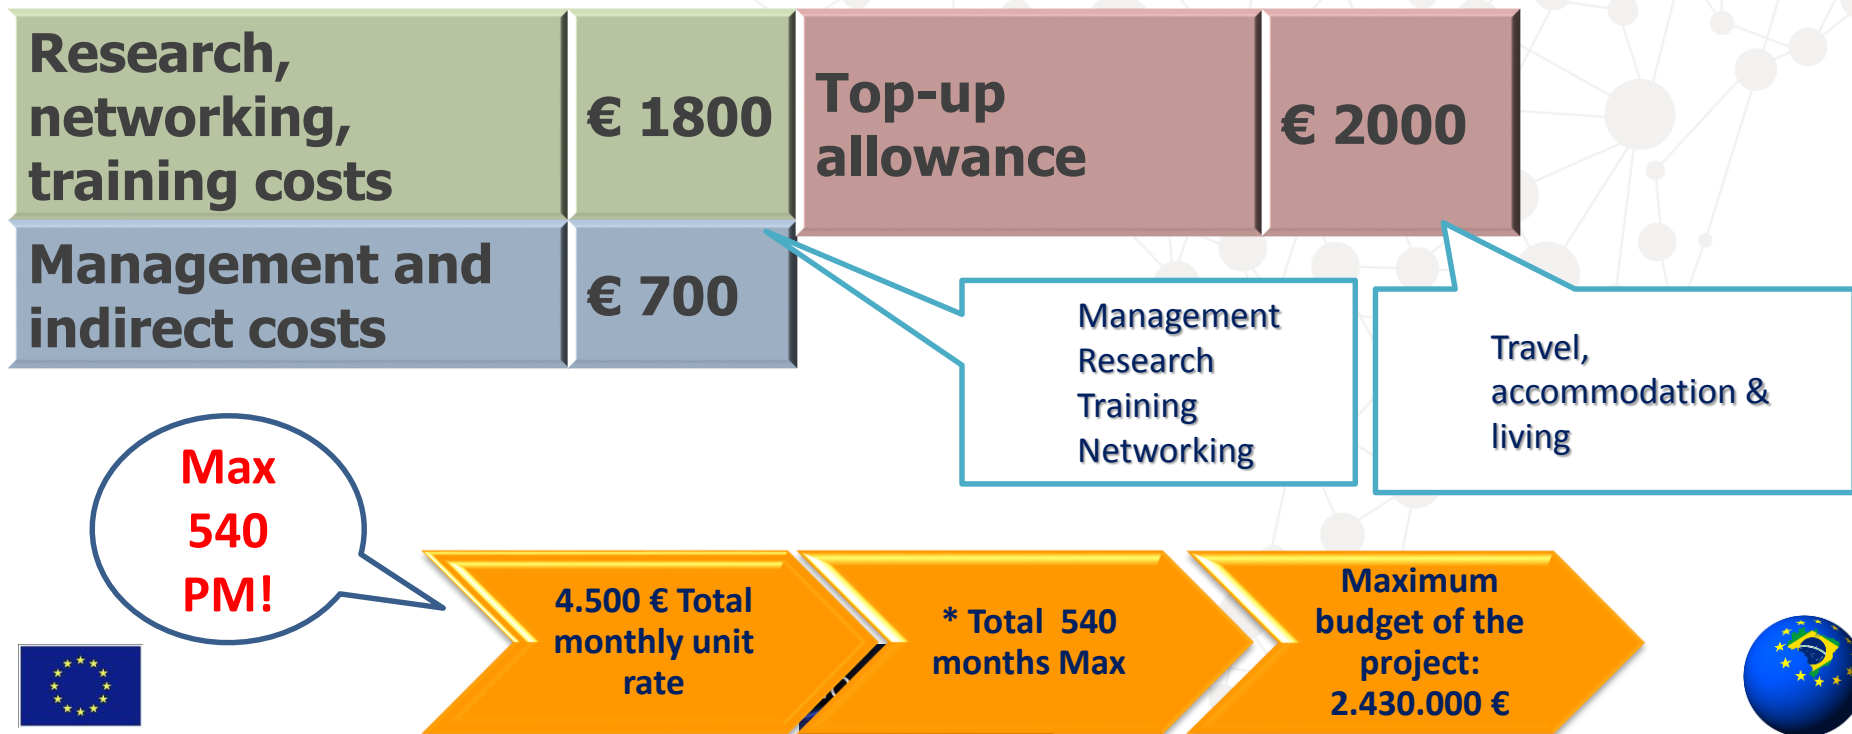 Research,
networking,
training costs
€ 1800
Top-up
allowance
€ 2000
Management and
indirect costs
€ 700
Management
Research
Training
Networking
Travel,
accommodation &
living
Max
540
PM!
4.500 € Total
monthly unit
rate
* Total 540
months Max
Maximum
budget of the
project:
2.430.000 €